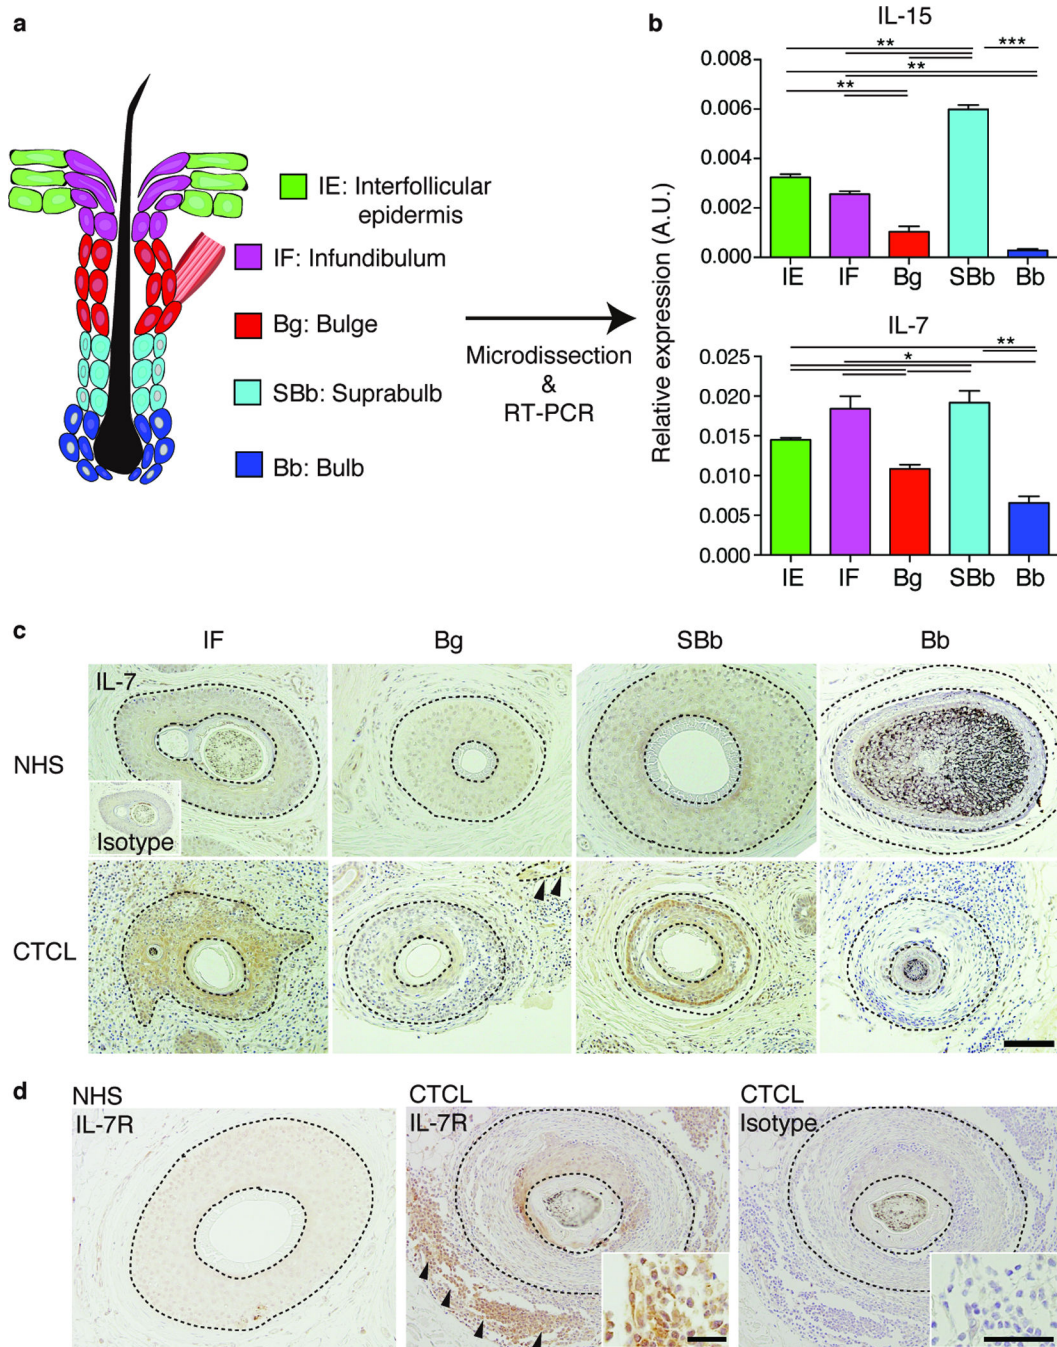 a
IE: Interfollicular
epidermis
IF: Infundibulum
Bg: Bulge
SBb: Suprabulb
Bb: Bulb
Microdissection
&
RT-PCR
b
IL-15
Relative expression (A.U.)
** ***
**
**
0.008
0.006
0.004
0.002
0.000
IE IF Bg SBb Bb
IL-7
**
*
0.025
0.020
0.015
0.010
0.005
0.000
IE IF Bg SBb Bb
c
IF Bg SBb Bb
NHS
IL-7
Isotype
CTCL
d
NHS
IL-7R
CTCL
IL-7R
CTCL
Isotype